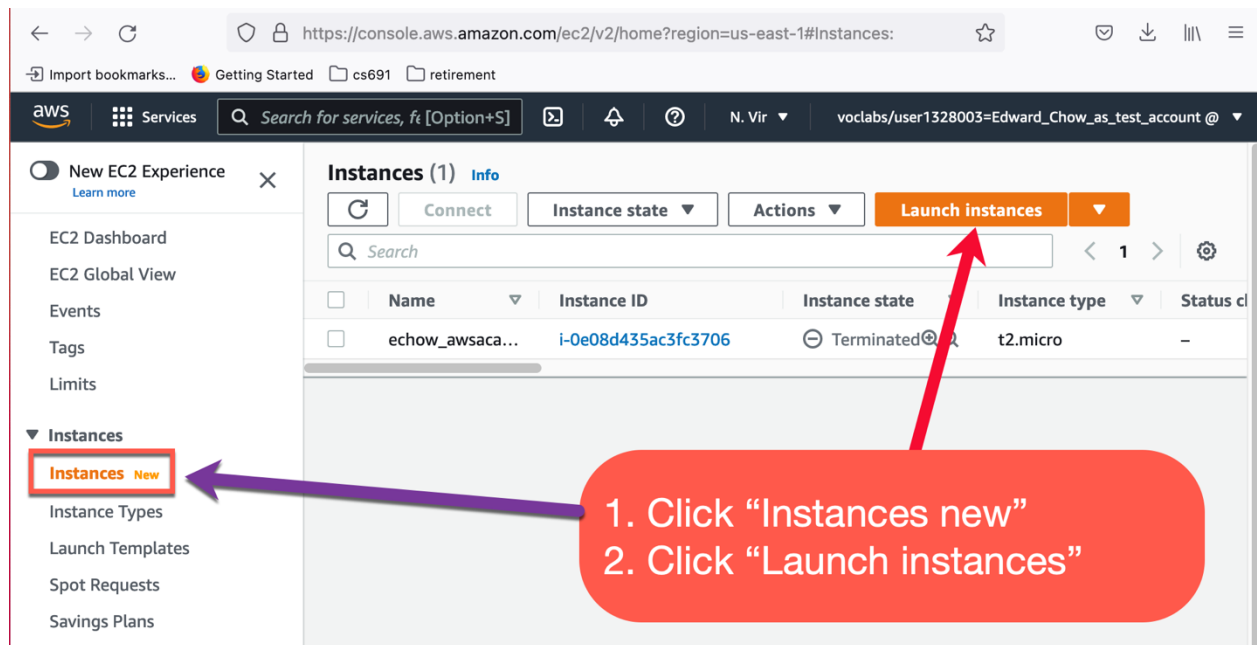 https://console.aws.amazon.com/ec2/v2/home?region=us-east-1#Instances:
Import bookmarks... Getting Started cs691 retirement
aws Services Search for services, fe [Option+S] N. Vir voclabs/user1328003=Edward_Chow_as_test_account @
New EC2 Experience
Learn more
EC2 Dashboard
EC2 Global View
Events
Tags
Limits
Instances
Instances New
Instance Types
Launch Templates
Spot Requests
Savings Plans
Instances (1) Info
Connect Instance state Actions Launch instances
Search 1
Name Instance ID Instance state Instance type Status cl
echow_awsaca... i-0e08d435ac3fc3706 Terminated t2.micro –
1. Click “Instances new”
2. Click “Launch instances”